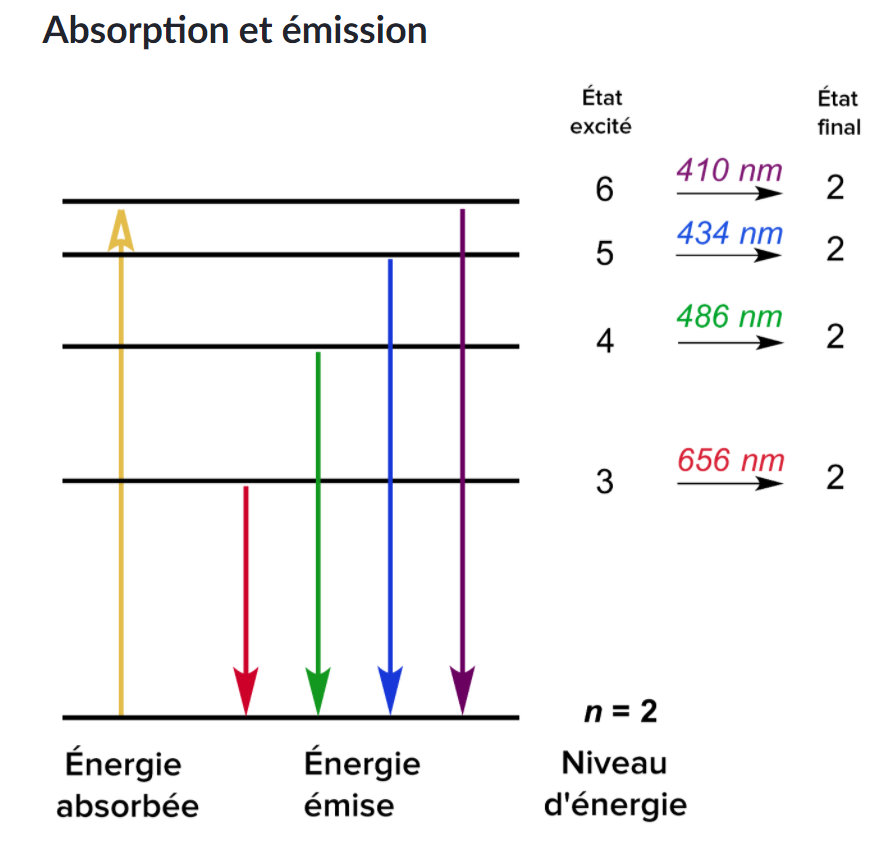 Absorption et émission
État
excité
État
final
6 410 nm 2
5 434 nm 2
4 486 nm 2
3 656 nm 2
n = 2
Énergie
absorbée
Énergie
émise
Niveau
d'énergie